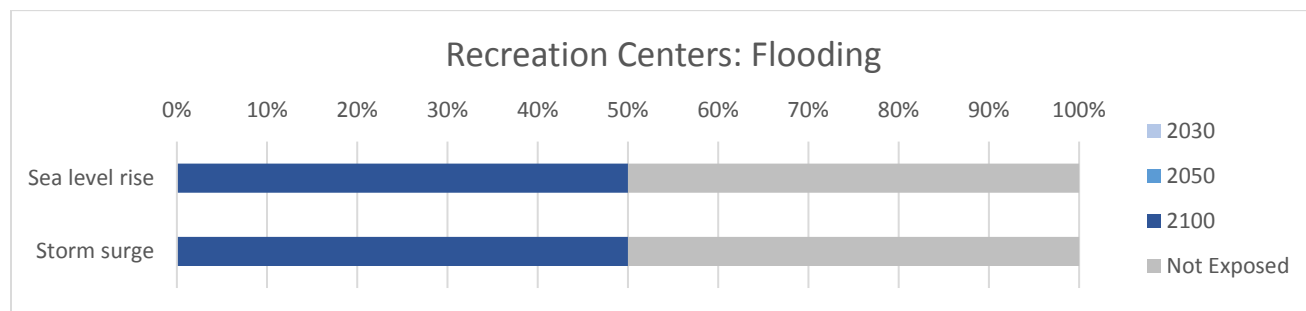 Recreation Centers: Flooding
0% 10% 20% 30% 40% 50% 60% 70% 80% 90% 100%
Sea level rise
Storm surge
2030
2050
2100
Not Exposed